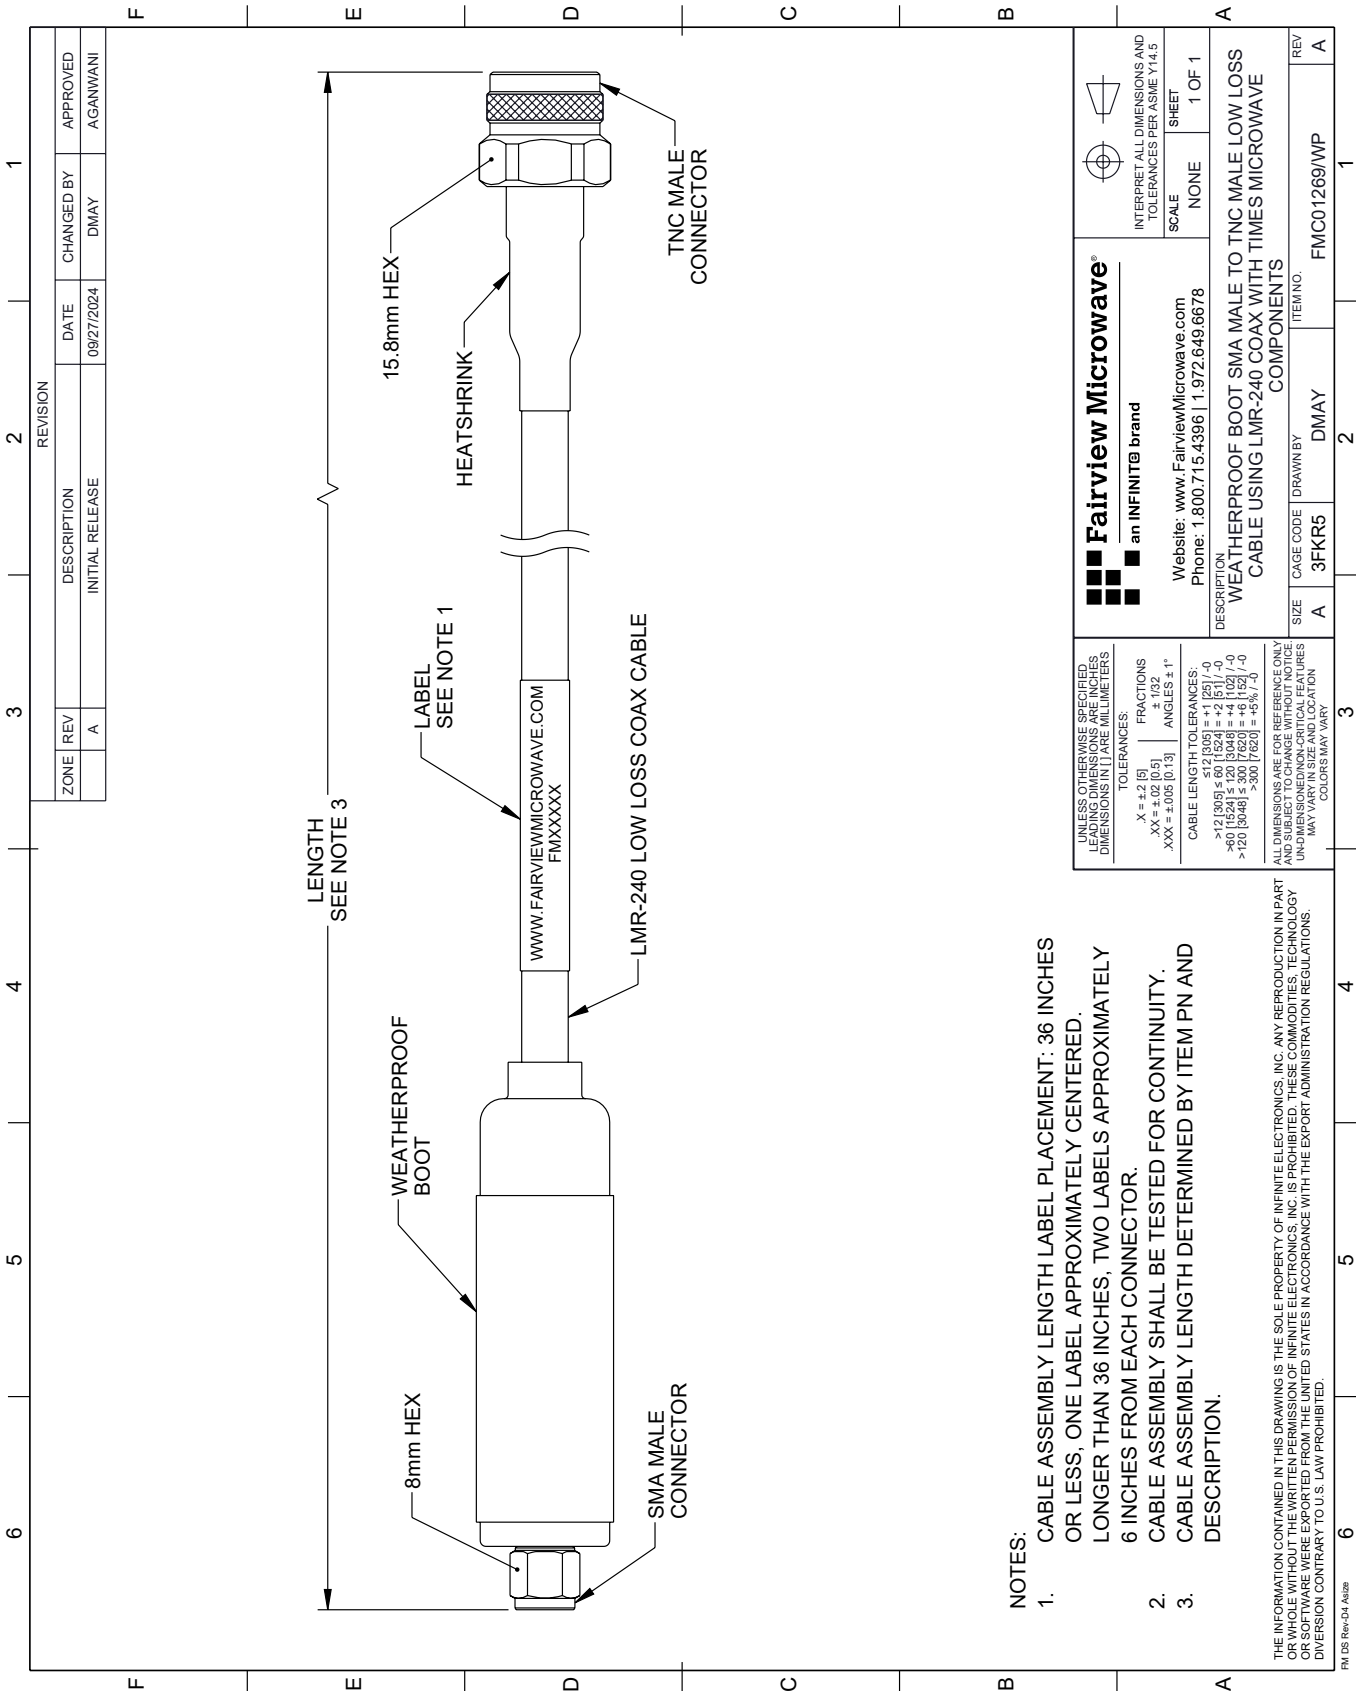 6
5
4
3
2
1
F
E
D
C
B
A
REVISION
ZONE
REV
DESCRIPTION
DATE
CHANGED BY
APPROVED
A
INITIAL RELEASE
09/27/2024
DMAY
AGANWANI
LENGTH
SEE NOTE 3
8mm HEX
WEATHERPROOF
BOOT
LABEL
SEE NOTE 1
HEATSHRINK
15.8mm HEX
WWW.FAIRVIEWMICROWAVE.COM
FMXXXXX
SMA MALE
CONNECTOR
LMR-240 LOW LOSS COAX CABLE
TNC MALE
CONNECTOR
NOTES:
1. CABLE ASSEMBLY LENGTH LABEL PLACEMENT: 36 INCHES
OR LESS, ONE LABEL APPROXIMATELY CENTERED.
LONGER THAN 36 INCHES, TWO LABELS APPROXIMATELY
6 INCHES FROM EACH CONNECTOR.
2. CABLE ASSEMBLY SHALL BE TESTED FOR CONTINUITY.
3. CABLE ASSEMBLY LENGTH DETERMINED BY ITEM PN AND
DESCRIPTION.
THE INFORMATION CONTAINED IN THIS DRAWING IS THE SOLE PROPERTY OF INFINITE ELECTRONICS, INC. ANY REPRODUCTION IN PART
OR WHOLE WITHOUT THE WRITTEN PERMISSION OF INFINITE ELECTRONICS, INC. IS PROHIBITED. THESE COMMODITIES, TECHNOLOGY
OR SOFTWARE WERE EXPORTED FROM THE UNITED STATES IN ACCORDANCE WITH THE EXPORT ADMINISTRATION REGULATIONS.
DIVERSION CONTRARY TO U.S. LAW PROHIBITED.
UNLESS OTHERWISE SPECIFIED
LEADING DIMENSIONS ARE INCHES
DIMENSIONS IN [ ] ARE MILLIMETERS
TOLERANCES:
.X = ±.2 [5]
.XX = ±.02 [0.5]
.XXX = ±.005 [0.13]
FRACTIONS
± 1/32
ANGLES ± 1°
CABLE LENGTH TOLERANCES:
≤12 [305] = +1 [25] / -0
>12 [305] ≤ 60 [1524] = +2 [51] / -0
>60 [1524] ≤ 120 [3048] = +4 [102] / -0
>120 [3048] ≤ 300 [7620] = +6 [152] / -0
>300 [7620] = +5% / -0
ALL DIMENSIONS ARE FOR REFERENCE ONLY
AND SUBJECT TO CHANGE WITHOUT NOTICE.
UN-DIMENSIONED/NON-CRITICAL FEATURES
MAY VARY IN SIZE AND LOCATION
COLORS MAY VARY
Fairview Microwave®
an INFINITE brand
Website: www.FairviewMicrowave.com
Phone: 1.800.715.4396 | 1.972.649.6678
INTERPRET ALL DIMENSIONS AND
TOLERANCES PER ASME Y14.5
SCALE
NONE
SHEET
1 OF 1
DESCRIPTION
WEATHERPROOF BOOT SMA MALE TO TNC MALE LOW LOSS
CABLE USING LMR-240 COAX WITH TIMES MICROWAVE
COMPONENTS
SIZE
A
CAGE CODE
3FKR5
DRAWN BY
DMAY
ITEM NO.
FMC01269/WP
REV
A
F
E
D
C
B
A
6
5
4
3
2
1
FM DS Rev-D4 Asize